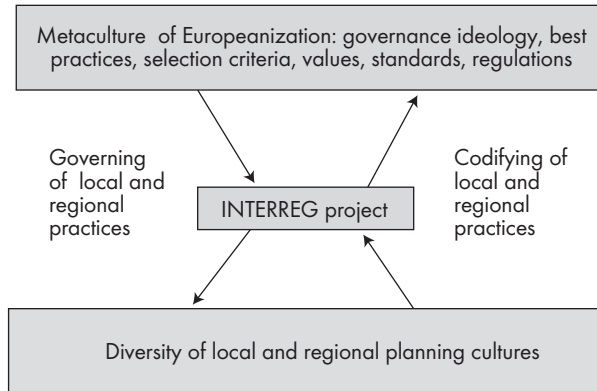 Metaculture of Europeanization: governance ideology, best
practices, selection criteria, values, standards, regulations
Governing
of local and
regional
practices
Codifying of
local and
regional
practices
INTERREG project
Diversity of local and regional planning cultures